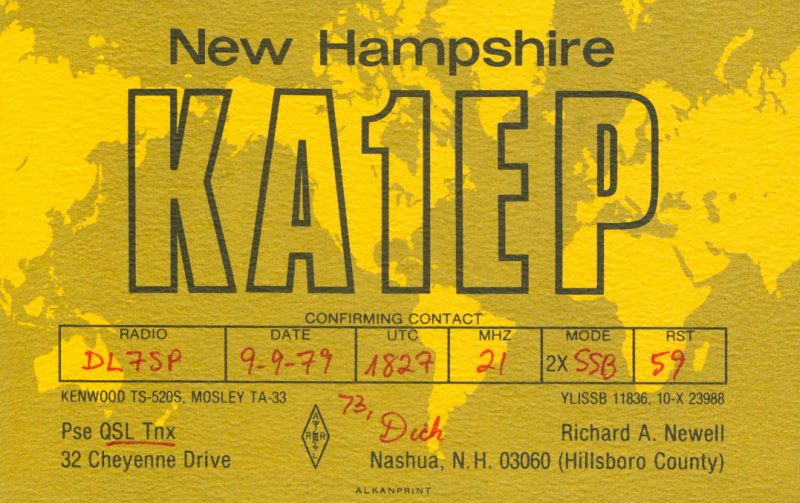 New Hampshire
KA1EP
CONFIRMING CONTACT
RADIO DATE UTC MHZ MODE RST
DL7SP 9-9-79 1827 21 2X SSB 59
KENWOOD TS-520S, MOSLEY TA-33 YLISSB 11836, 10-X 23988
73,
Pse QSL Tnx Dick Richard A. Newell
32 Cheyenne Drive Nashua, N.H. 03060 (Hillsboro County)
ALKANPRINT